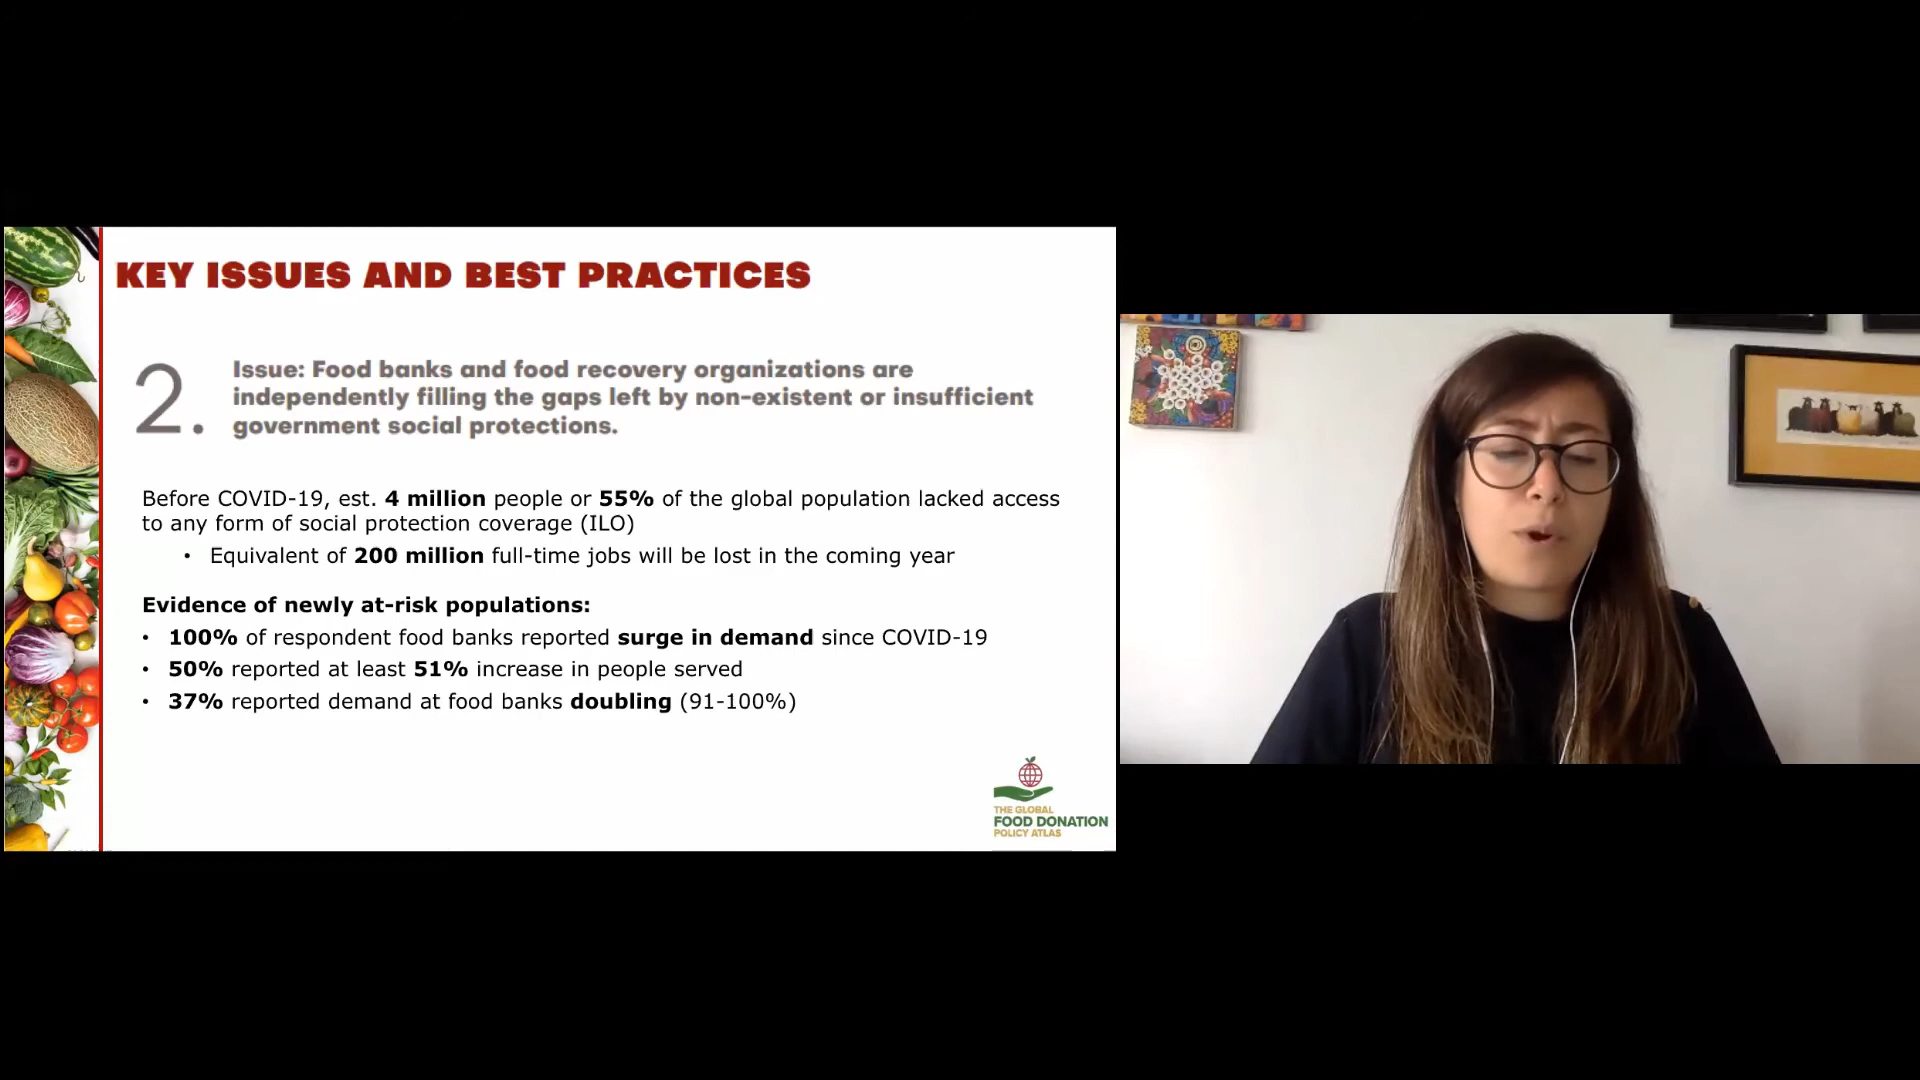 KEY ISSUES AND BEST PRACTICES
2.
Issue: Food banks and food recovery organizations are
independently filling the gaps left by non-existent or insufficient
government social protections.
Before COVID-19, est. 4 million people or 55% of the global population lacked access
to any form of social protection coverage (ILO)
• Equivalent of 200 million full-time jobs will be lost in the coming year
Evidence of newly at-risk populations:
• 100% of respondent food banks reported surge in demand since COVID-19
• 50% reported at least 51% increase in people served
• 37% reported demand at food banks doubling (91-100%)
THE GLOBAL
FOOD DONATION
POLICY ATLAS